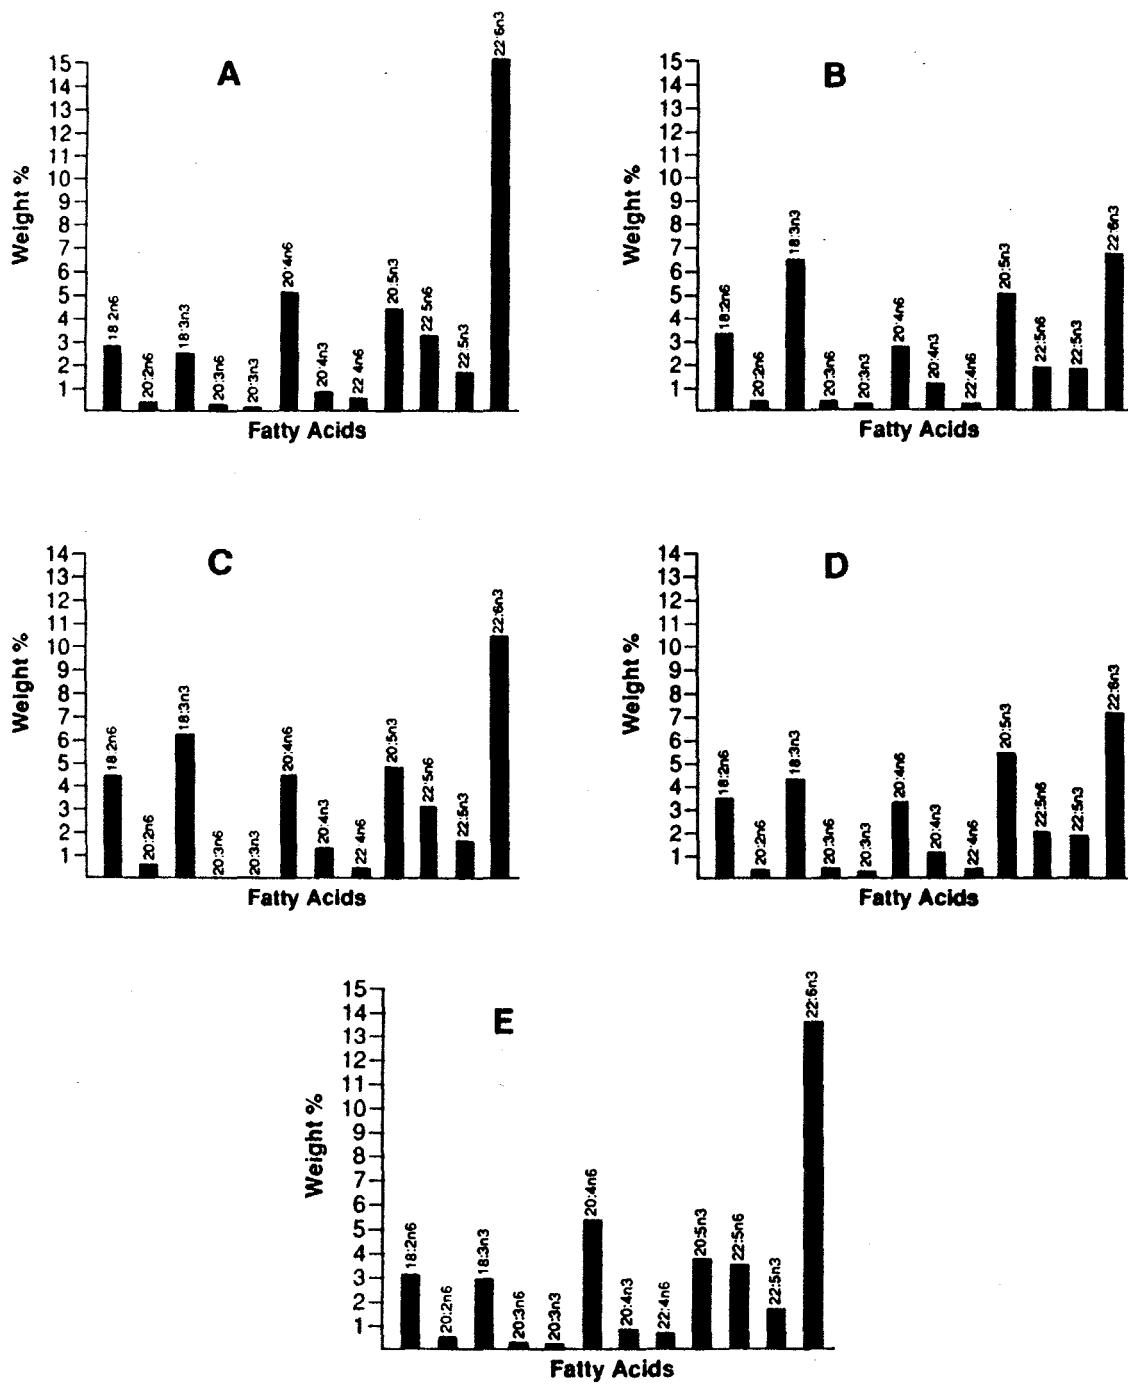 A
Weight %
15
14
13
12
11
10
9
8
7
6
5
4
3
2
1
18 2n6
20:2n6
18:3n3
20:3n6
20:3n3
20:4n6
20:4n3
22 4n6
20:5n3
22 5n6
22:5n3
22:6n3
Fatty Acids
B
Weight %
15
14
13
12
11
10
9
8
7
6
5
4
3
2
1
18:2n6
20:2n6
18:3n3
20:3n6
20:3n3
20:4n6
20:4n3
22:4n6
20:5n3
22:5n6
22:5n3
22:6n3
Fatty Acids
C
Weight %
14
13
12
11
10
9
8
7
6
5
4
3
2
1
18:2n6
20:2n6
18:3n3
20:3n6
20:3n3
20:4n6
20:4n3
22 4n6
20:5n3
22:5n6
22:5n3
22:6n3
Fatty Acids
D
Weight %
14
13
12
11
10
9
8
7
6
5
4
3
2
1
18:2n6
20:2n6
18:3n3
20:3n6
20:3n3
20:4n6
20:4n3
22:4n6
20:5n3
22:5n6
22:5n3
22:6n3
Fatty Acids
E
Weight %
15
14
13
12
11
10
9
8
7
6
5
4
3
2
1
18:2n6
20:2n6
18:3n3
20:3n6
20:3n3
20:4n6
20:4n3
22:4n6
20:5n3
22:5n6
22:5n3
22:6n3
Fatty Acids